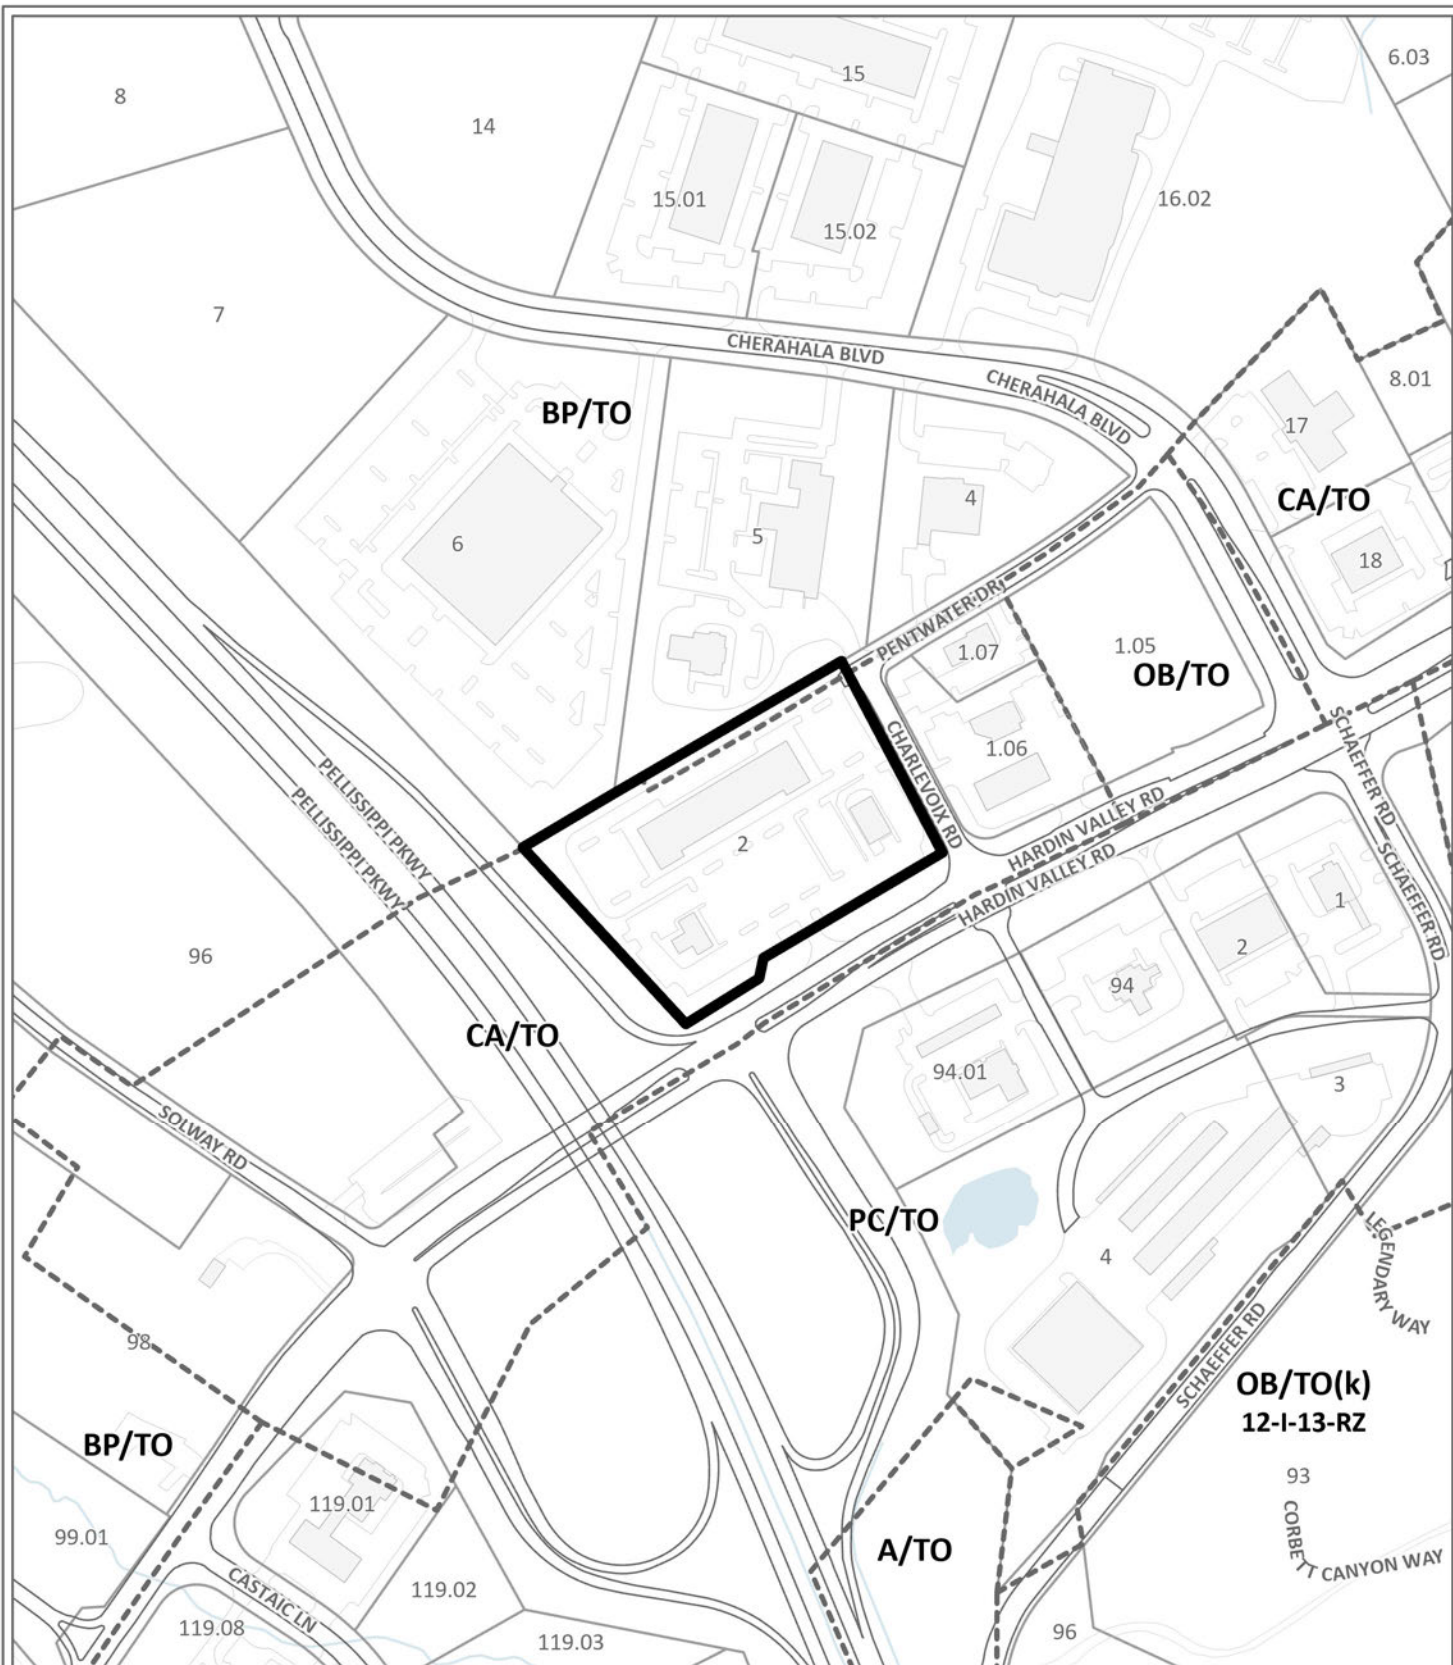 6.03
15
8
14
15.01
16.02
15.02
7
CHERAHALA BLVD
CHERAHALA BLVD
8.01
BP/TO
17
CA/TO
4
5
6
18
PENTWATER DR
1.07
1.05
OB/TO
CHARLEVOIX RD
1.06
SCHAEFFER RD
PELLISSIPPI PKWY
PELLISSIPPI PKWY
HARDIN VALLEY RD
HARDIN VALLEY RD
2
SCHAEFFER RD
1
2
96
94
CA/TO
94.01
3
SOLWAY RD
PC/TO
LEGENDARY WAY
4
98
SCHAEFFER RD
OB/TO(k)
12-I-13-RZ
BP/TO
93
119.01
CORBETT CANYON WAY
99.01
A/TO
CASTAIC LN
119.02
119.08
119.03
96